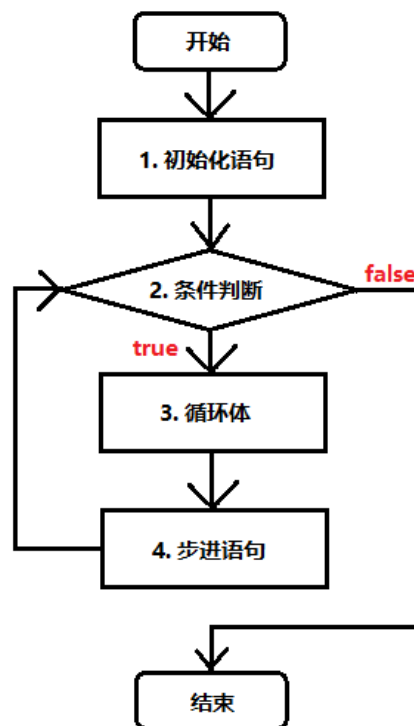 开始
1. 初始化语句
2. 条件判断
false
true
3. 循环体
4. 步进语句
结束